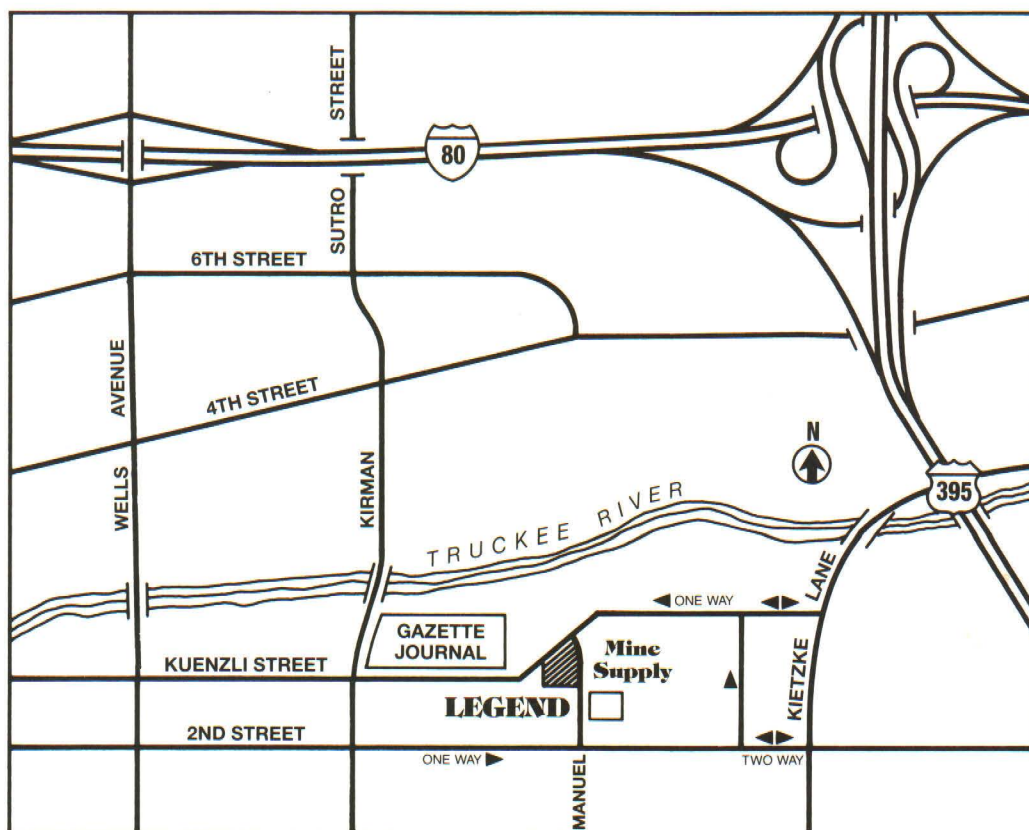 STREET
80
SUTRO
6TH STREET
AVENUE
4TH STREET
N
WELLS
KIRMAN
TRUCKEE RIVER
395
LANE
ONE WAY
GAZETTE
JOURNAL
Mine
Supply
KUENZLI STREET
KIETZKE
LEGEND
2ND STREET
ONE WAY
TWO WAY
MANUEL